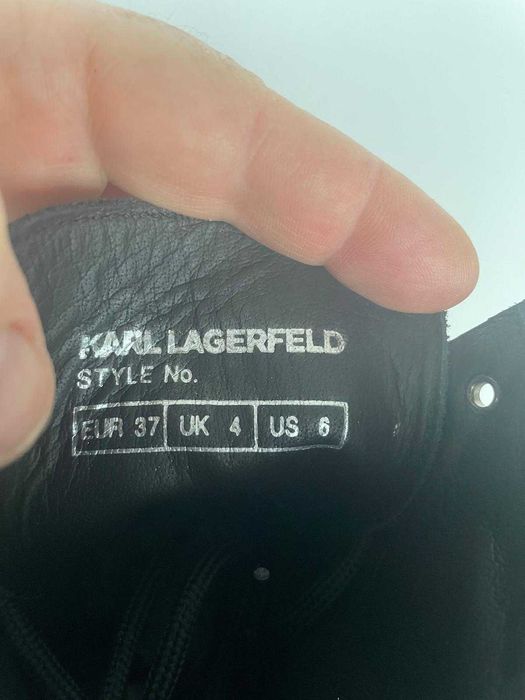 KARL LAGERFELD
STYLE No.
EUR 37 UK 4 US 6